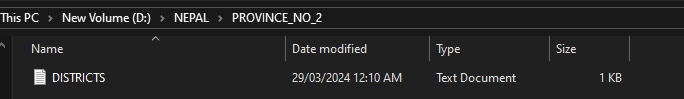 This PC > New Volume (D:) > NEPAL > PROVINCE_NO_2
Name Date modified Type Size
DISTRICTS 29/03/2024 12:10 AM Text Document 1 KB